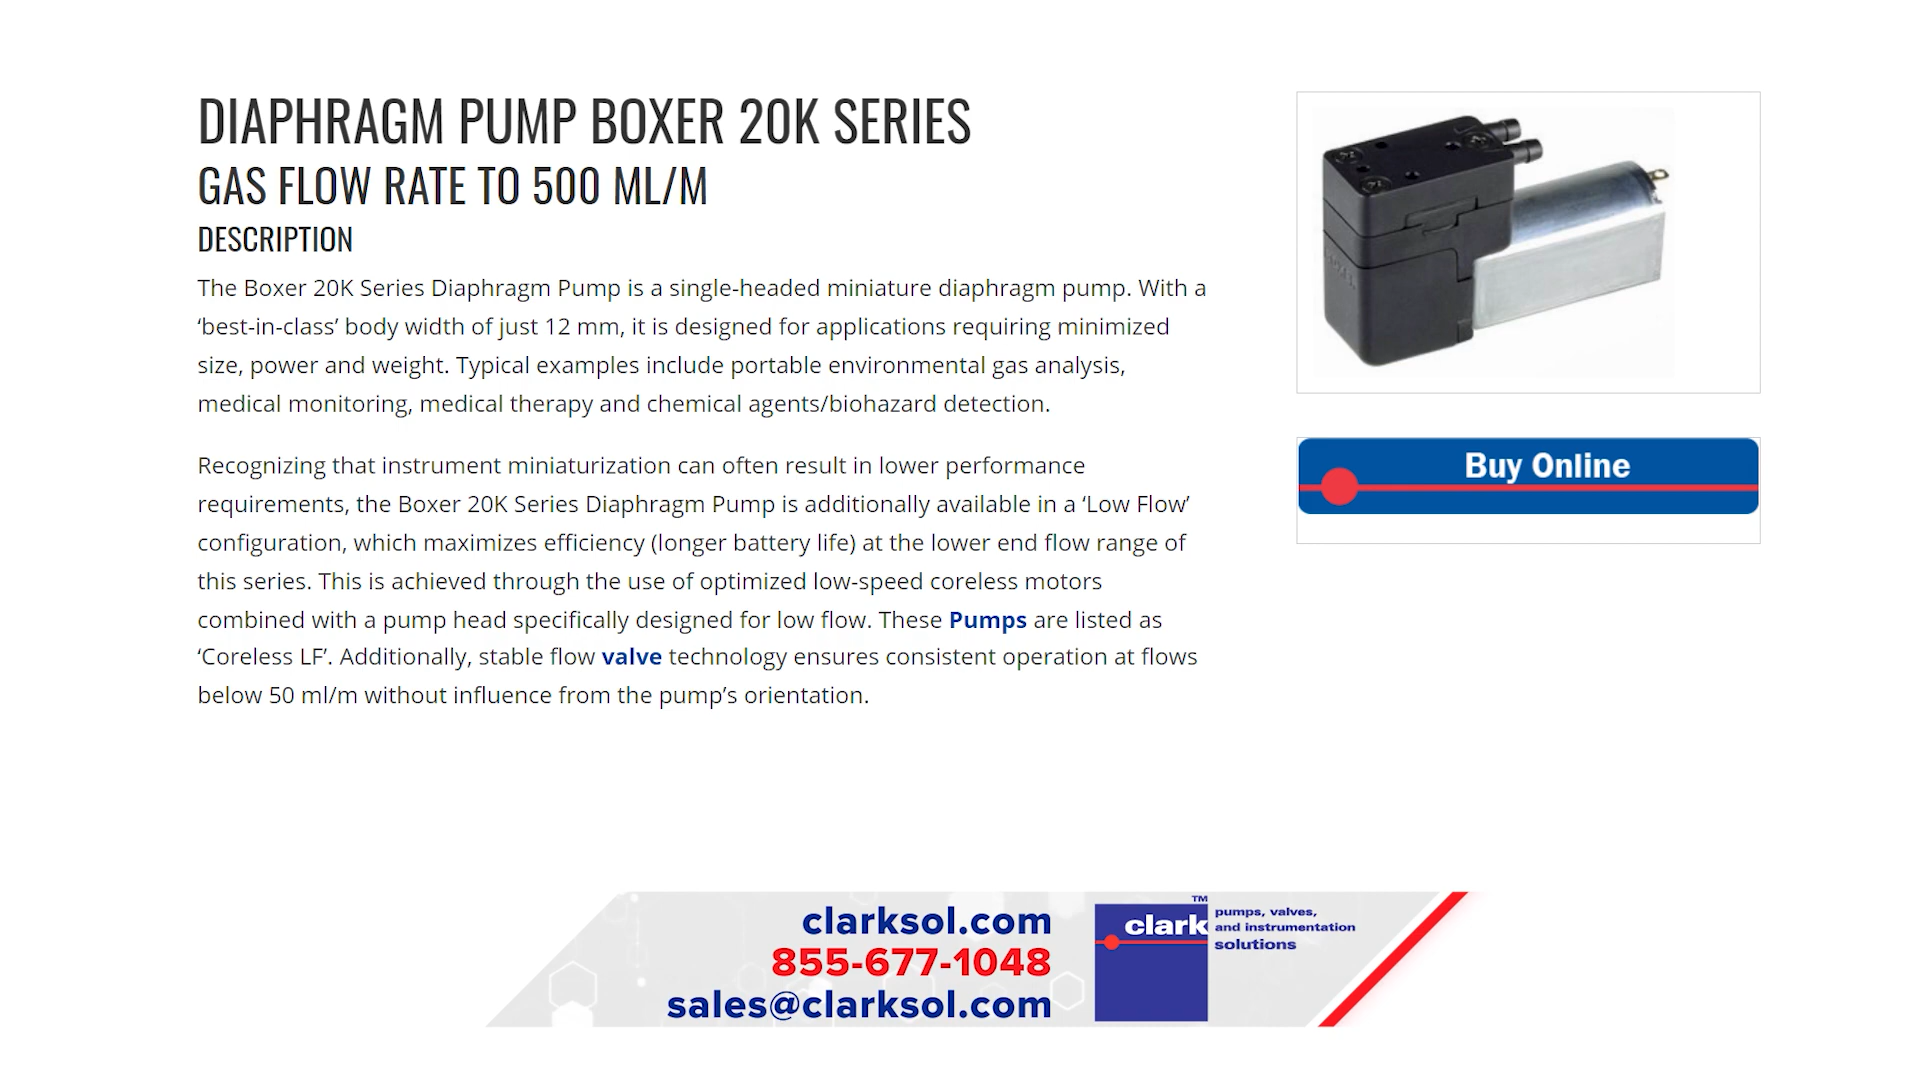 DIAPHRAGM PUMP BOXER 20K SERIES
GAS FLOW RATE TO 500 ML/M
DESCRIPTION
The Boxer 20K Series Diaphragm Pump is a single-headed miniature diaphragm pump. With a
‘best-in-class’ body width of just 12 mm, it is designed for applications requiring minimized
size, power and weight. Typical examples include portable environmental gas analysis,
medical monitoring, medical therapy and chemical agents/biohazard detection.
Recognizing that instrument miniaturization can often result in lower performance
requirements, the Boxer 20K Series Diaphragm Pump is additionally available in a ‘Low Flow’
configuration, which maximizes efficiency (longer battery life) at the lower end flow range of
this series. This is achieved through the use of optimized low-speed coreless motors
combined with a pump head specifically designed for low flow. These Pumps are listed as
‘Coreless LF’. Additionally, stable flow valve technology ensures consistent operation at flows
below 50 ml/m without influence from the pump’s orientation.
Buy Online
clarksol.com
855-677-1048
sales@clarksol.com
TM
clark
pumps, valves,
and instrumentation
solutions